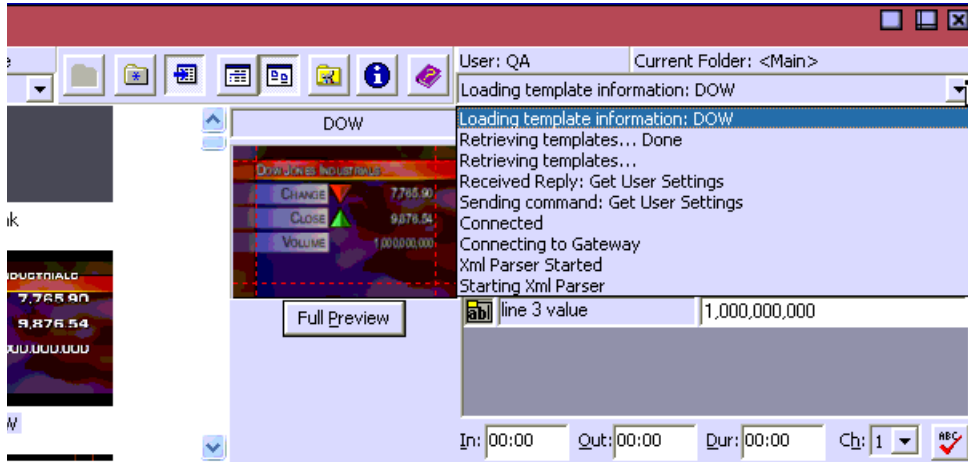 User: QA
Current Folder: <Main>
Loading template information: DOW
DOW
Loading template information: DOW
Retrieving templates... Done
Retrieving templates...
Received Reply: Get User Settings
Sending command: Get User Settings
Connected
Connecting to Gateway
Xml Parser Started
Starting Xml Parser
DOW JONES INDUSTRIALS
CHANGE 7,765.90
CLOSE 9,876.54
VOLUME 1,000,000,000
7,765.90
9,876.54
Full Preview
ab| line 3 value 1,000,000,000
In: 00:00 Out: 00:00 Dur: 00:00 Ch: 1 ABC